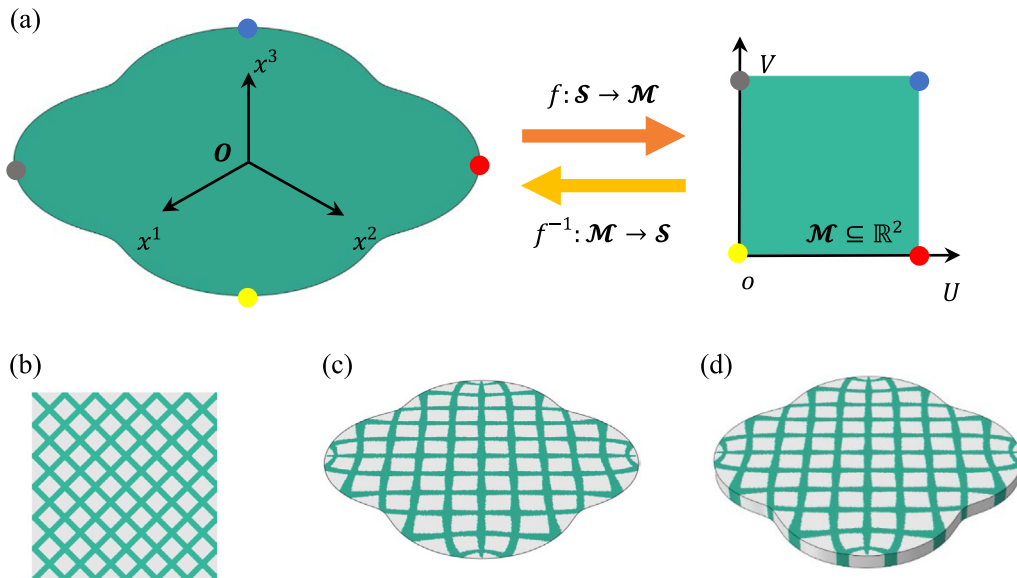 (a)
x³
O
x¹
x²
f: 𝓢 → 𝓜
f⁻¹: 𝓜 → 𝓢
V
𝓜 ⊆ ℝ²
o
U
(b)
(c)
(d)